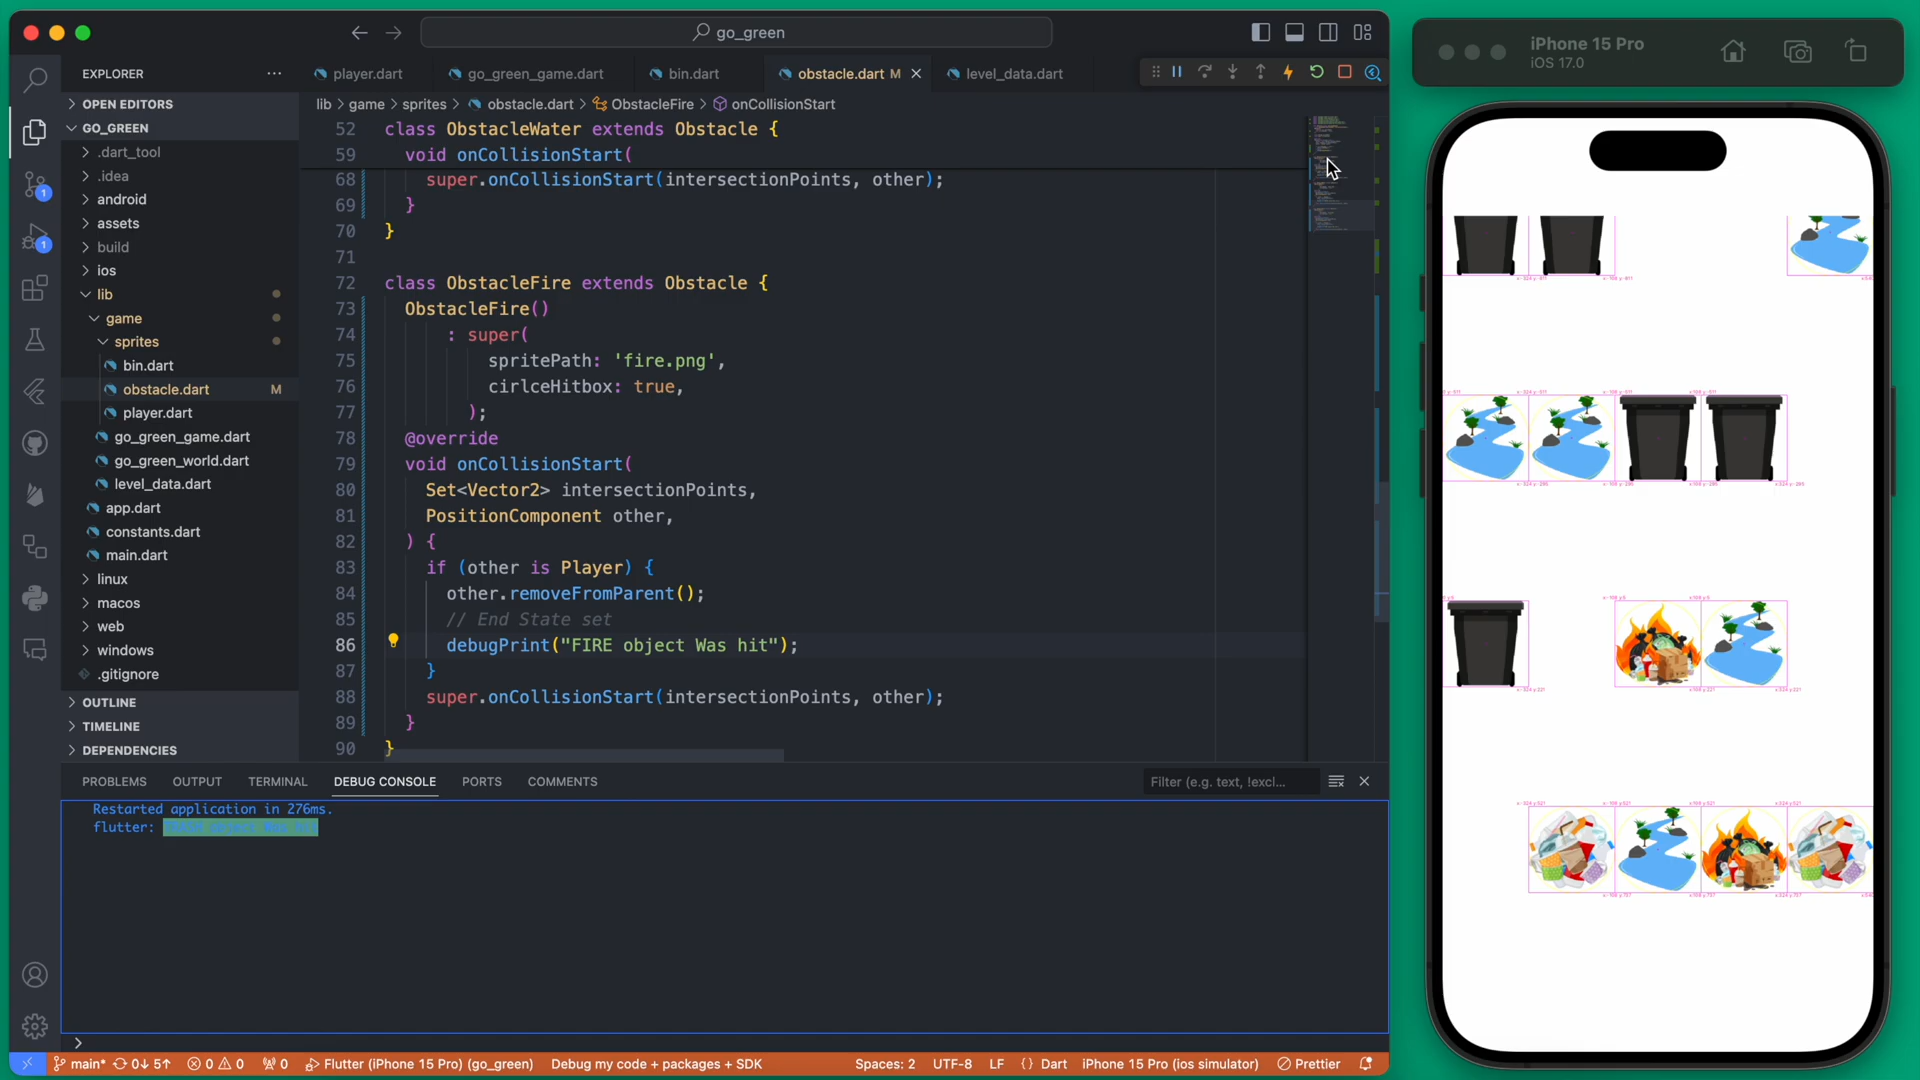 go_green
EXPLORER
OPEN EDITORS
GO_GREEN
.dart_tool
.idea
android
assets
build
ios
lib
game
sprites
bin.dart
obstacle.dart M
player.dart
go_green_game.dart
go_green_world.dart
level_data.dart
app.dart
constants.dart
main.dart
linux
macos
web
windows
.gitignore
OUTLINE
TIMELINE
DEPENDENCIES
1
1
player.dart go_green_game.dart bin.dart obstacle.dart M level_data.dart
lib > game > sprites > obstacle.dart > ObstacleFire > onCollisionStart
52 class ObstacleWater extends Obstacle {
59 void onCollisionStart(
68 super.onCollisionStart(intersectionPoints, other);
69 }
70 }
71
72 class ObstacleFire extends Obstacle {
73 ObstacleFire()
74 : super(
75 spritePath: 'fire.png',
76 cirlceHitbox: true,
77 );
78 @override
79 void onCollisionStart(
80 Set<Vector2> intersectionPoints,
81 PositionComponent other,
82 ) {
83 if (other is Player) {
84 other.removeFromParent();
85 // End State set
86 debugPrint("FIRE object Was hit");
87 }
88 super.onCollisionStart(intersectionPoints, other);
89 }
90 }
PROBLEMS OUTPUT TERMINAL DEBUG CONSOLE PORTS COMMENTS
Filter (e.g. text, !excl...
Restarted application in 276ms.
flutter:
main* 0↓ 5↑ 0 0 0 Flutter (iPhone 15 Pro) (go_green) Debug my code + packages + SDK Spaces: 2 UTF-8 LF {} Dart iPhone 15 Pro (ios simulator) Prettier
iPhone 15 Pro
iOS 17.0